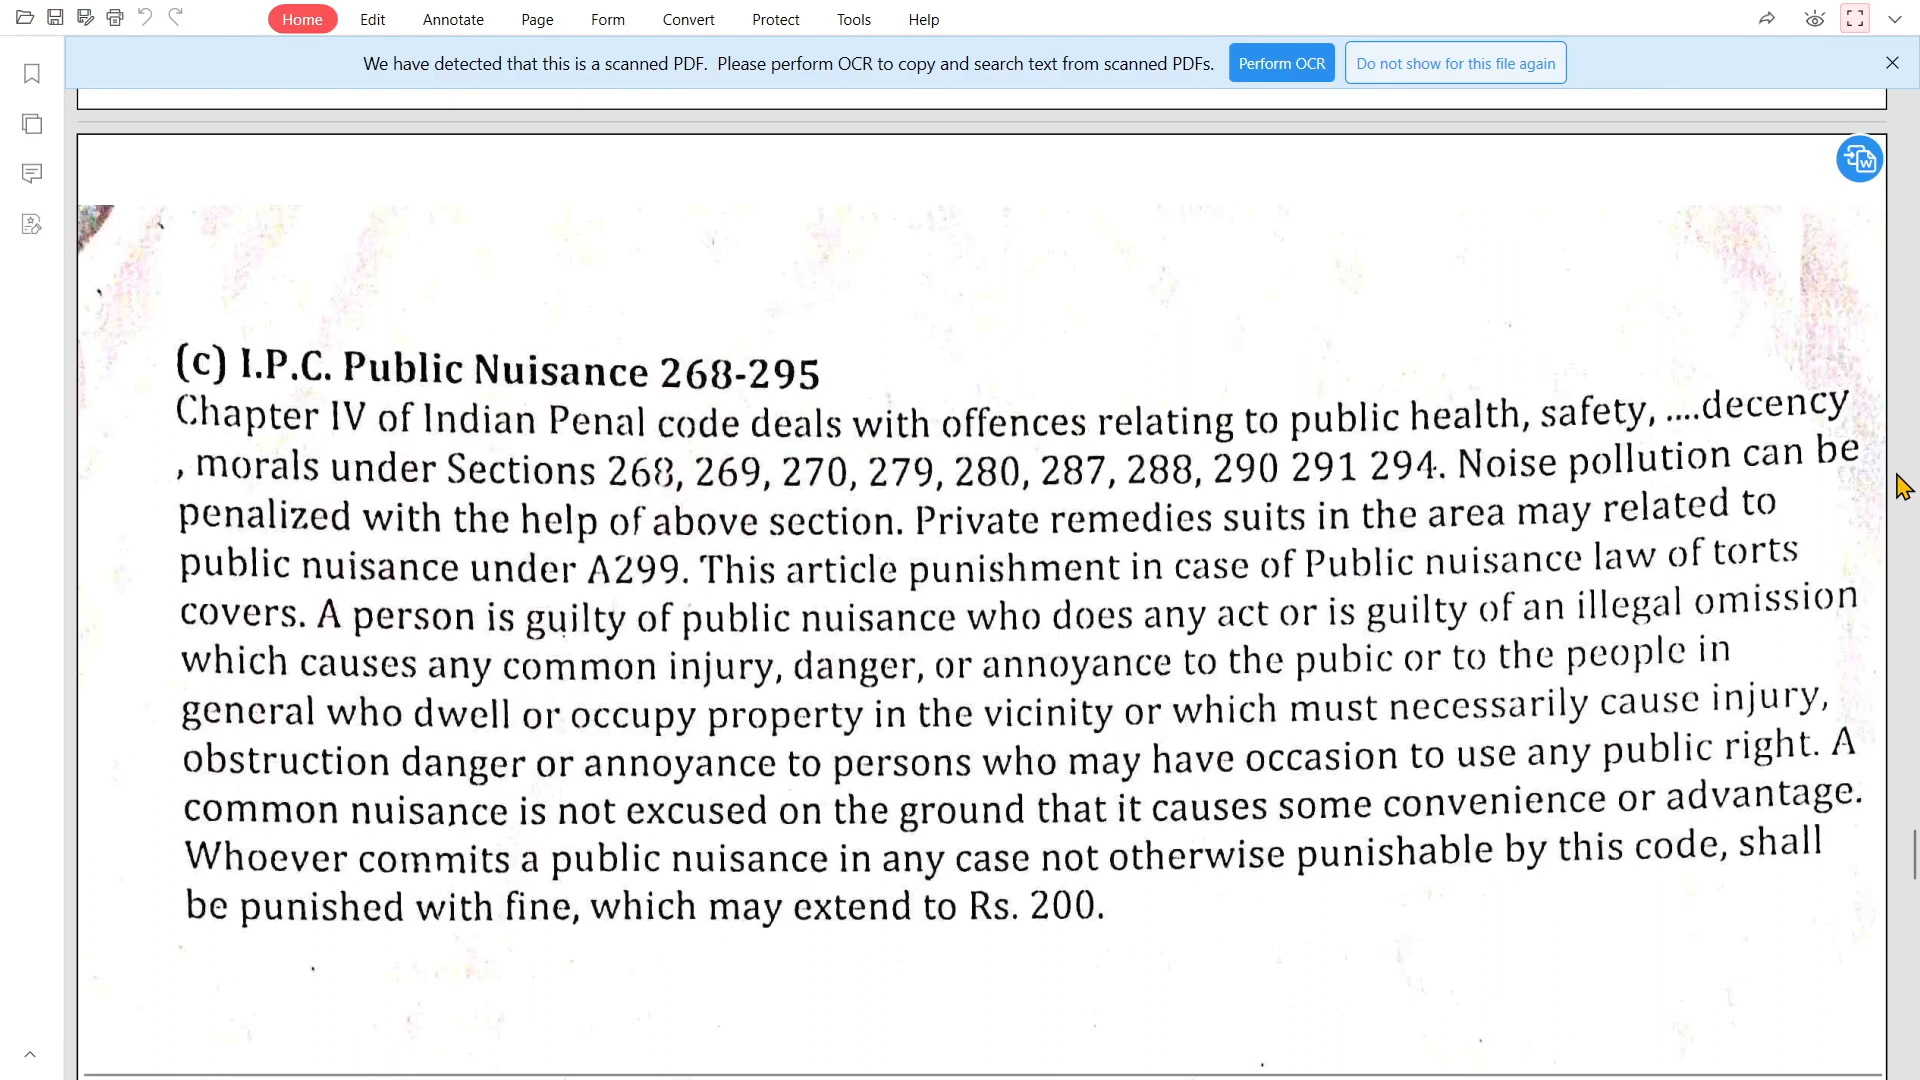 Home Edit Annotate Page Form Convert Protect Tools Help
We have detected that this is a scanned PDF. Please perform OCR to copy and search text from scanned PDFs. Perform OCR Do not show for this file again
(c) I.P.C. Public Nuisance 268-295
Chapter IV of Indian Penal code deals with offences relating to public health, safety, ....decency
, morals under Sections 268, 269, 270, 279, 280, 287, 288, 290 291 294. Noise pollution can be
penalized with the help of above section. Private remedies suits in the area may related to
public nuisance under A299. This article punishment in case of Public nuisance law of torts
covers. A person is guilty of public nuisance who does any act or is guilty of an illegal omission
which causes any common injury, danger, or annoyance to the pubic or to the people in
general who dwell or occupy property in the vicinity or which must necessarily cause injury,
obstruction danger or annoyance to persons who may have occasion to use any public right. A
common nuisance is not excused on the ground that it causes some convenience or advantage.
Whoever commits a public nuisance in any case not otherwise punishable by this code, shall
be punished with fine, which may extend to Rs. 200.